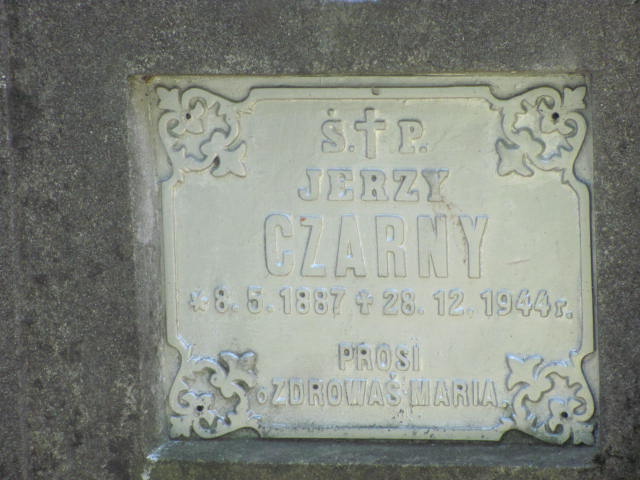 Ś.✝P.
JERZY
CZARNY
* 8.5.1887 ✝ 28.12.1944 r.
PROSI
o ZDROWAŚ MARIA.